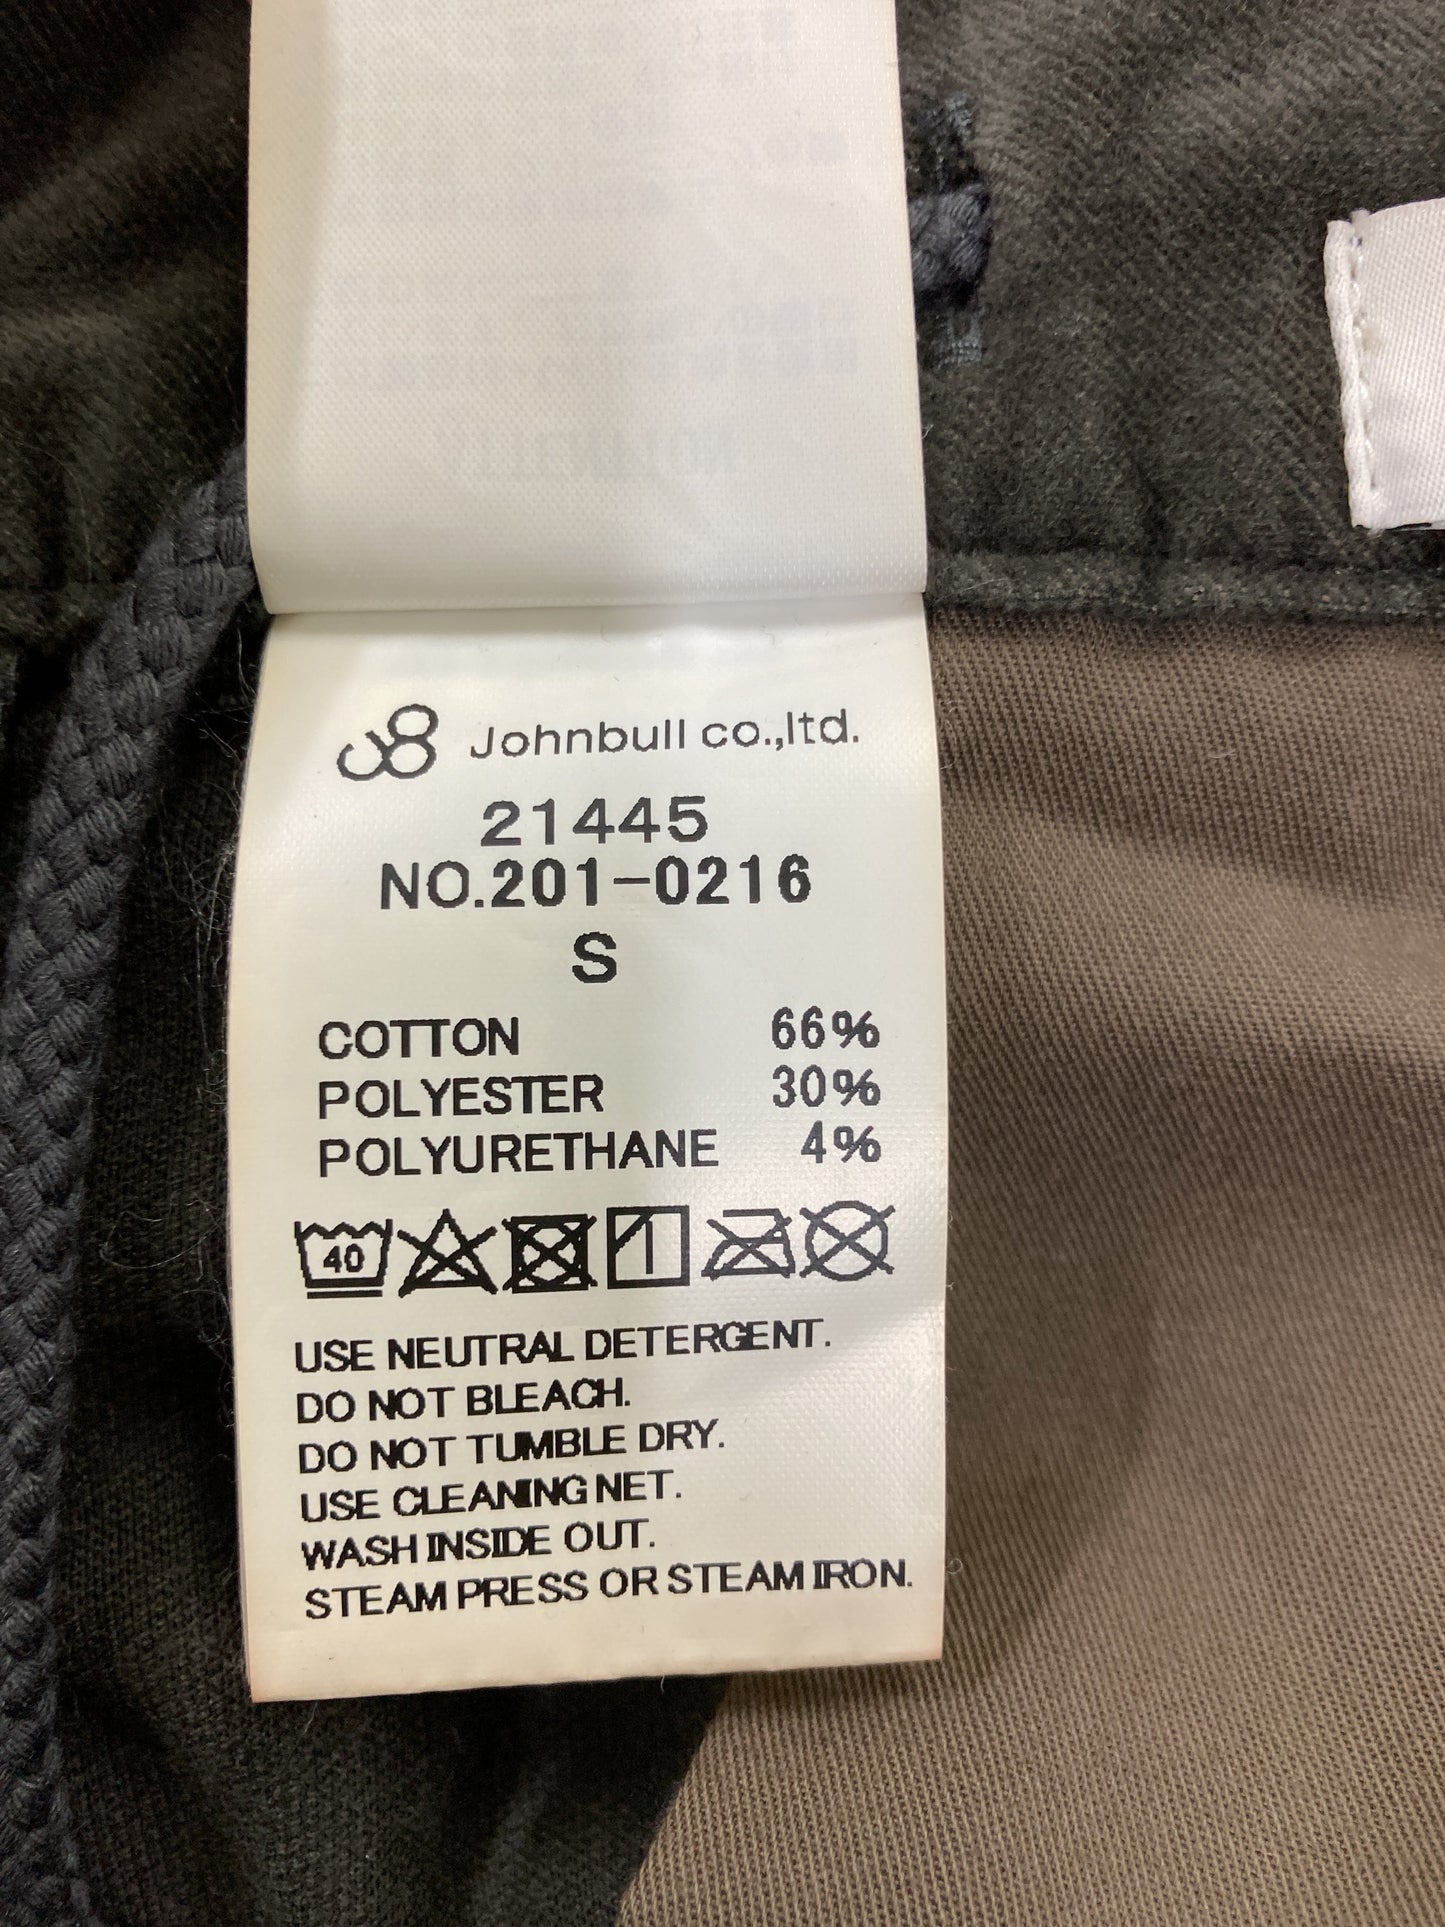 Johnbull co.,ltd.
21445
NO.201-0216
S
COTTON 66%
POLYESTER 30%
POLYURETHANE 4%
40
USE NEUTRAL DETERGENT.
DO NOT BLEACH.
DO NOT TUMBLE DRY.
USE CLEANING NET.
WASH INSIDE OUT.
STEAM PRESS OR STEAM IRON.